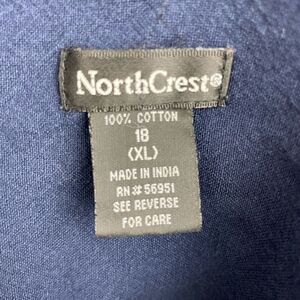 NorthCrest®
100% COTTON
18
(XL)
MADE IN INDIA
RN# 56951
SEE REVERSE
FOR CARE